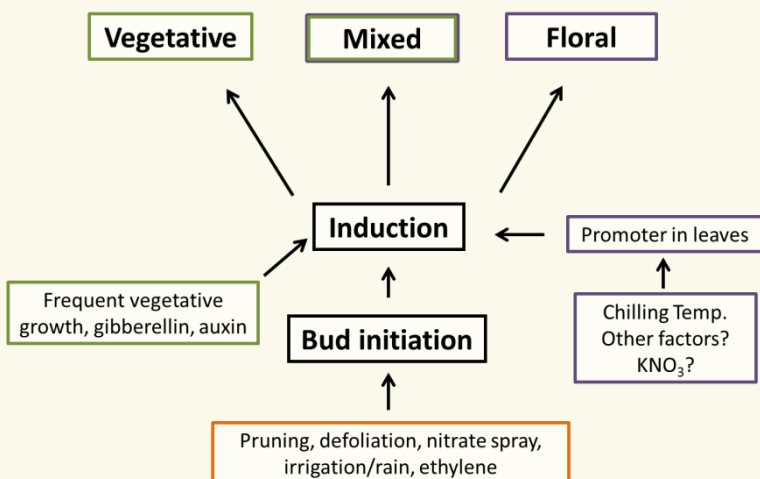 Vegetative
Mixed
Floral
Induction
Promoter in leaves
Frequent vegetative
growth, gibberellin, auxin
Chilling Temp.
Other factors?
KNO₃?
Bud initiation
Pruning, defoliation, nitrate spray,
irrigation/rain, ethylene